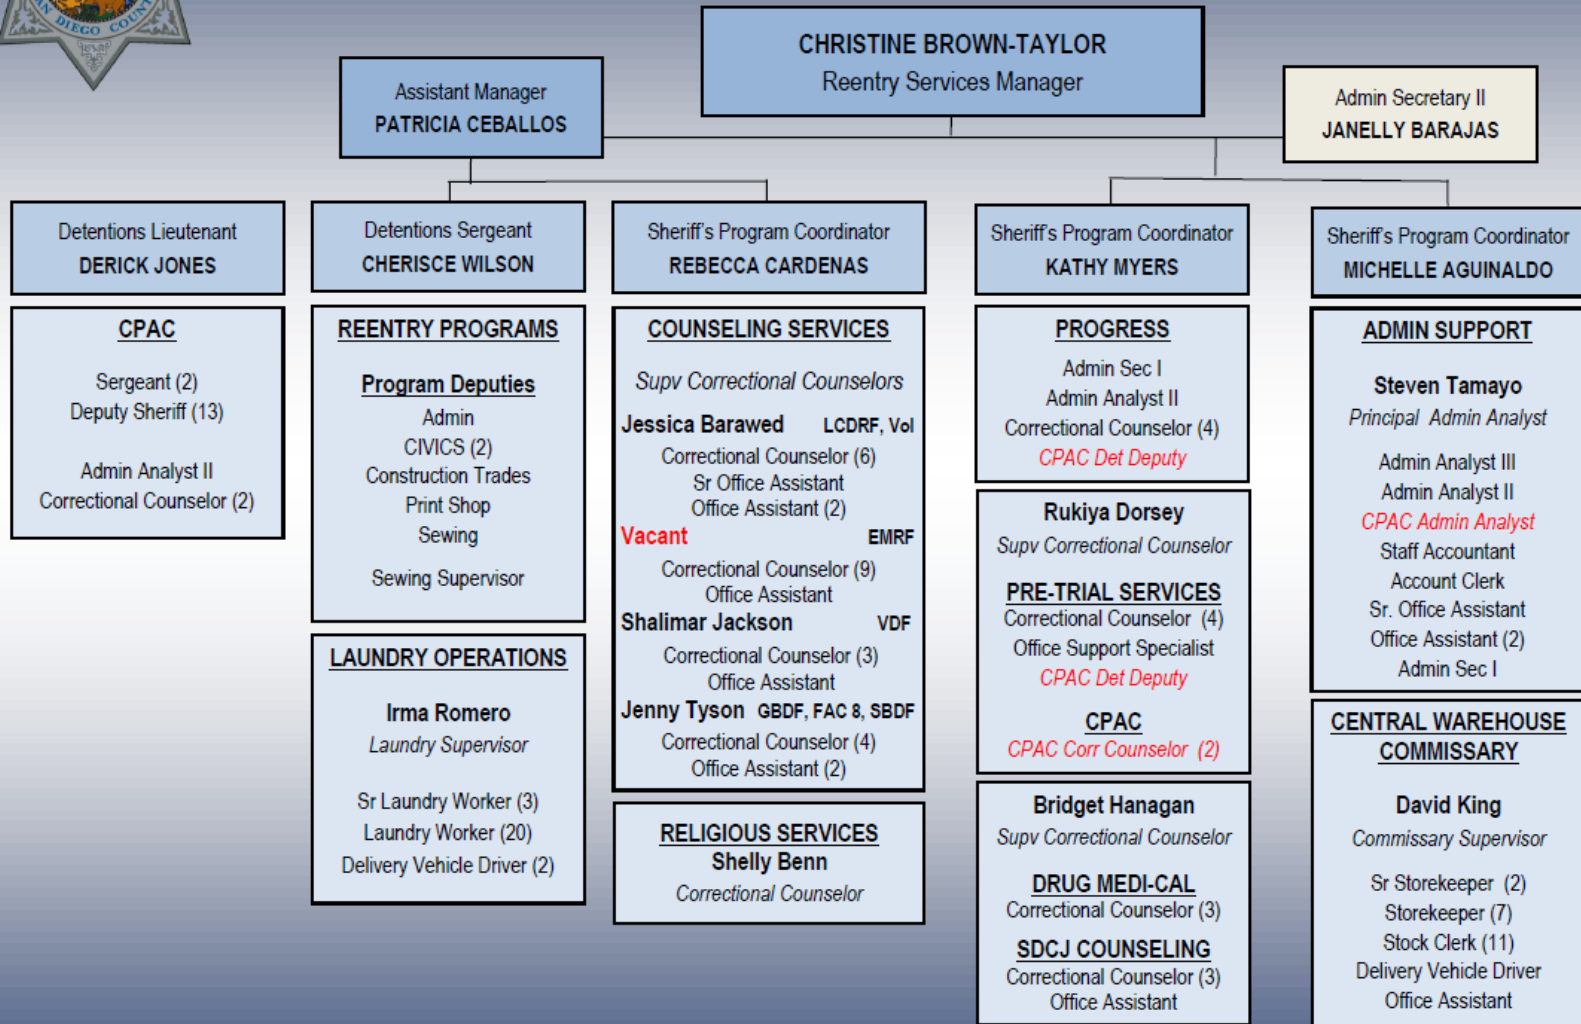 SAN DIEGO COUNTY
CHRISTINE BROWN-TAYLOR
Reentry Services Manager
Assistant Manager
PATRICIA CEBALLOS
Admin Secretary II
JANELLY BARAJAS
Detentions Lieutenant
DERICK JONES
CPAC
Sergeant (2)
Deputy Sheriff (13)
Admin Analyst II
Correctional Counselor (2)
Detentions Sergeant
CHERISCE WILSON
REENTRY PROGRAMS
Program Deputies
Admin
CIVICS (2)
Construction Trades
Print Shop
Sewing
Sewing Supervisor
LAUNDRY OPERATIONS
Irma Romero
Laundry Supervisor
Sr Laundry Worker (3)
Laundry Worker (20)
Delivery Vehicle Driver (2)
Sheriff's Program Coordinator
REBECCA CARDENAS
COUNSELING SERVICES
Supv Correctional Counselors
Jessica Barawed LCDRF, Vol
Correctional Counselor (6)
Sr Office Assistant
Office Assistant (2)
Vacant EMRF
Correctional Counselor (9)
Office Assistant
Shalimar Jackson VDF
Correctional Counselor (3)
Office Assistant
Jenny Tyson GBDF, FAC 8, SBDF
Correctional Counselor (4)
Office Assistant (2)
RELIGIOUS SERVICES
Shelly Benn
Correctional Counselor
Sheriff's Program Coordinator
KATHY MYERS
PROGRESS
Admin Sec I
Admin Analyst II
Correctional Counselor (4)
CPAC Det Deputy
Rukiya Dorsey
Supv Correctional Counselor
PRE-TRIAL SERVICES
Correctional Counselor (4)
Office Support Specialist
CPAC Det Deputy
CPAC
CPAC Corr Counselor (2)
Bridget Hanagan
Supv Correctional Counselor
DRUG MEDI-CAL
Correctional Counselor (3)
SDCJ COUNSELING
Correctional Counselor (3)
Office Assistant
Sheriff's Program Coordinator
MICHELLE AGUINALDO
ADMIN SUPPORT
Steven Tamayo
Principal Admin Analyst
Admin Analyst III
Admin Analyst II
CPAC Admin Analyst
Staff Accountant
Account Clerk
Sr. Office Assistant
Office Assistant (2)
Admin Sec I
CENTRAL WAREHOUSE
COMMISSARY
David King
Commissary Supervisor
Sr Storekeeper (2)
Storekeeper (7)
Stock Clerk (11)
Delivery Vehicle Driver
Office Assistant